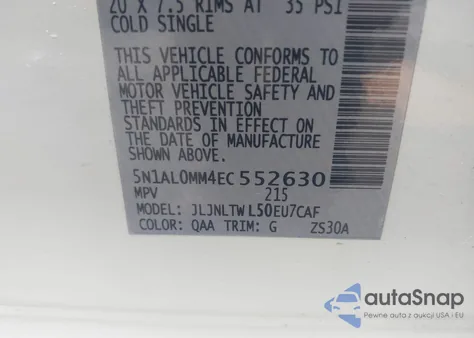 20 X 7.5 RIMS AT 35 PSI
COLD SINGLE
THIS VEHICLE CONFORMS TO
ALL APPLICABLE FEDERAL
MOTOR VEHICLE SAFETY AND
THEFT PREVENTION
STANDARDS IN EFFECT ON
THE DATE OF MANUFACTURE
SHOWN ABOVE.
5N1AL0MM4EC552630
MPV 215
MODEL: JLJNLTWL50EU7CAF
COLOR: QAA TRIM: G ZS30A
autoSnap
Pewne auta z aukcji USA i EU